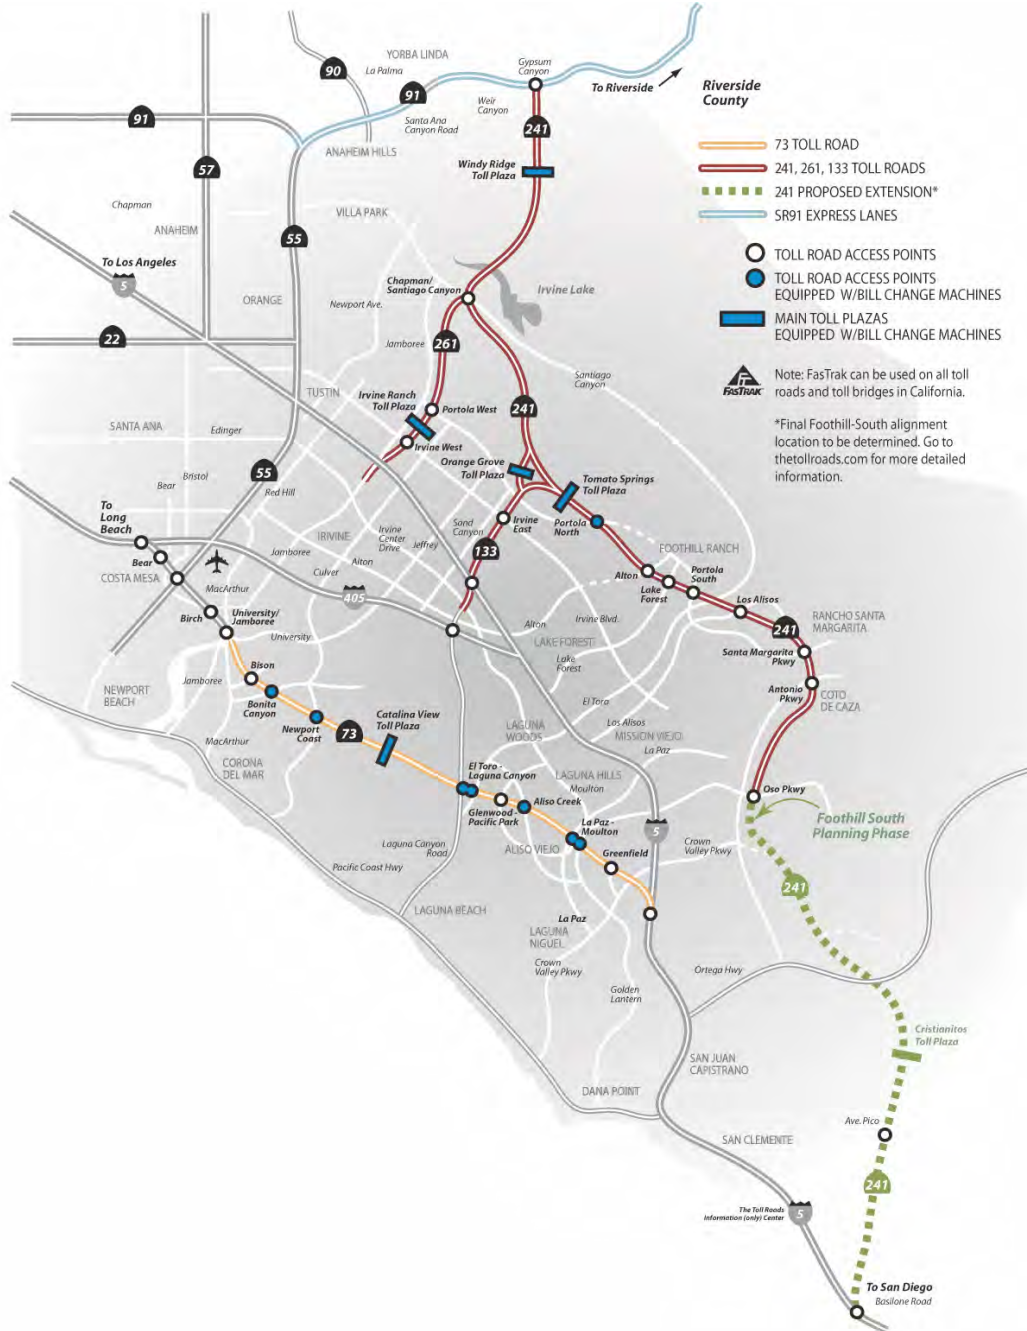 YORBA LINDA
La Palma
90
91
Gypsum
Canyon
Weir
Canyon
Santa Ana
Canyon Road
To Riverside
Riverside
County
91
57
241
ANAHEIM HILLS
Windy Ridge
Toll Plaza
73 TOLL ROAD
241, 261, 133 TOLL ROADS
241 PROPOSED EXTENSION*
SR91 EXPRESS LANES
TOLL ROAD ACCESS POINTS
TOLL ROAD ACCESS POINTS
EQUIPPED W/BILL CHANGE MACHINES
MAIN TOLL PLAZAS
EQUIPPED W/BILL CHANGE MACHINES
FASTRAK
Note: FasTrak can be used on all toll
roads and toll bridges in California.
*Final Foothill-South alignment
location to be determined. Go to
thetollroads.com for more detailed
information.
Chapman
ANAHEIM
VILLA PARK
55
To Los Angeles
5
ORANGE
Chapman/
Santiago Canyon
Irvine Lake
Newport Ave.
22
Jamboree
261
Santiago
Canyon
TUSTIN
Irvine Ranch
Toll Plaza
Portola West
241
SANTA ANA
Edinger
Irvine West
Orange Grove
Toll Plaza
Tomato Springs
Toll Plaza
55
Bristol
Bear
Red Hill
To
Long
Beach
Irvine
East
Portola
North
IRIVINE
Irvine
Center
Drive
Jeffrey
Sand
Canyon
133
FOOTHILL RANCH
Bear
COSTA MESA
Jamboree
Alton
Culver
405
MacArthur
Alton
Lake
Forest
Portola
South
Los Alisos
Birch
University/
Jamboree
University
Alton
Irvine Blvd.
LAKE FOREST
Lake
Forest
241
RANCHO SANTA
MARGARITA
Santa Margarita
Pkwy
Bison
Jamboree
NEWPORT
BEACH
Bonita
Canyon
El Toro
Antonio
Pkwy
COTO
DE CAZA
Newport
Coast
73
Catalina View
Toll Plaza
MacArthur
CORONA
DEL MAR
LAGUNA
WOODS
Los Alisos
MISSION VIEJO
La Paz
El Toro -
Laguna Canyon
LAGUNA HILLS
Moulton
Oso Pkwy
Glenwood -
Pacific Park
Aliso Creek
La Paz -
Moulton
5
Foothill South
Planning Phase
Laguna Canyon
Road
ALISO VIEJO
Greenfield
Crown
Valley Pkwy
Pacific Coast Hwy
241
LAGUNA BEACH
La Paz
LAGUNA
NIGUEL
Crown
Valley Pkwy
Ortega Hwy
Golden
Lantern
Cristianitos
Toll Plaza
SAN JUAN
CAPISTRANO
DANA POINT
Ave. Pico
SAN CLEMENTE
241
The Toll Roads
Information (only) Center
5
To San Diego
Basilone Road